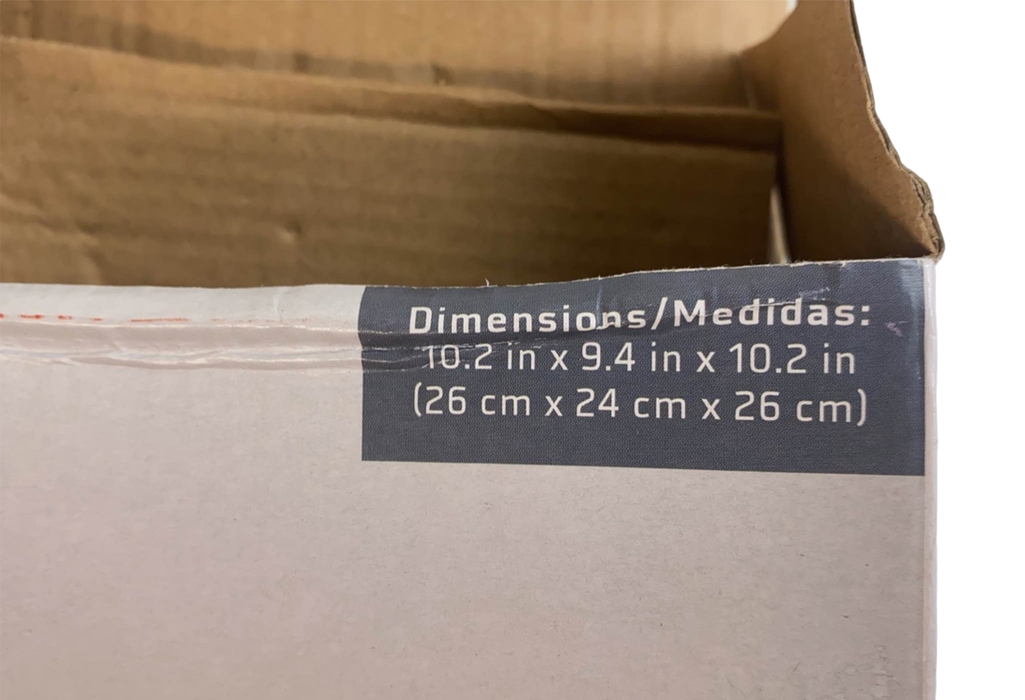 Dimensions/Medidas:
10.2 in x 9.4 in x 10.2 in
(26 cm x 24 cm x 26 cm)